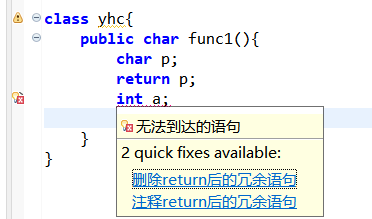 class yhc{
public char func1(){
char p;
return p;
int a;
无法到达的语句
2 quick fixes available:
删除return后的冗余语句
注释return后的冗余语句
}
}